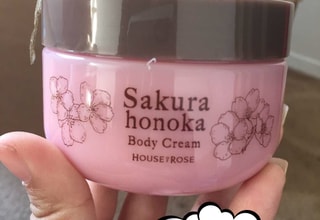 Sakura
honoka
Body Cream
HOUSE OF ROSE